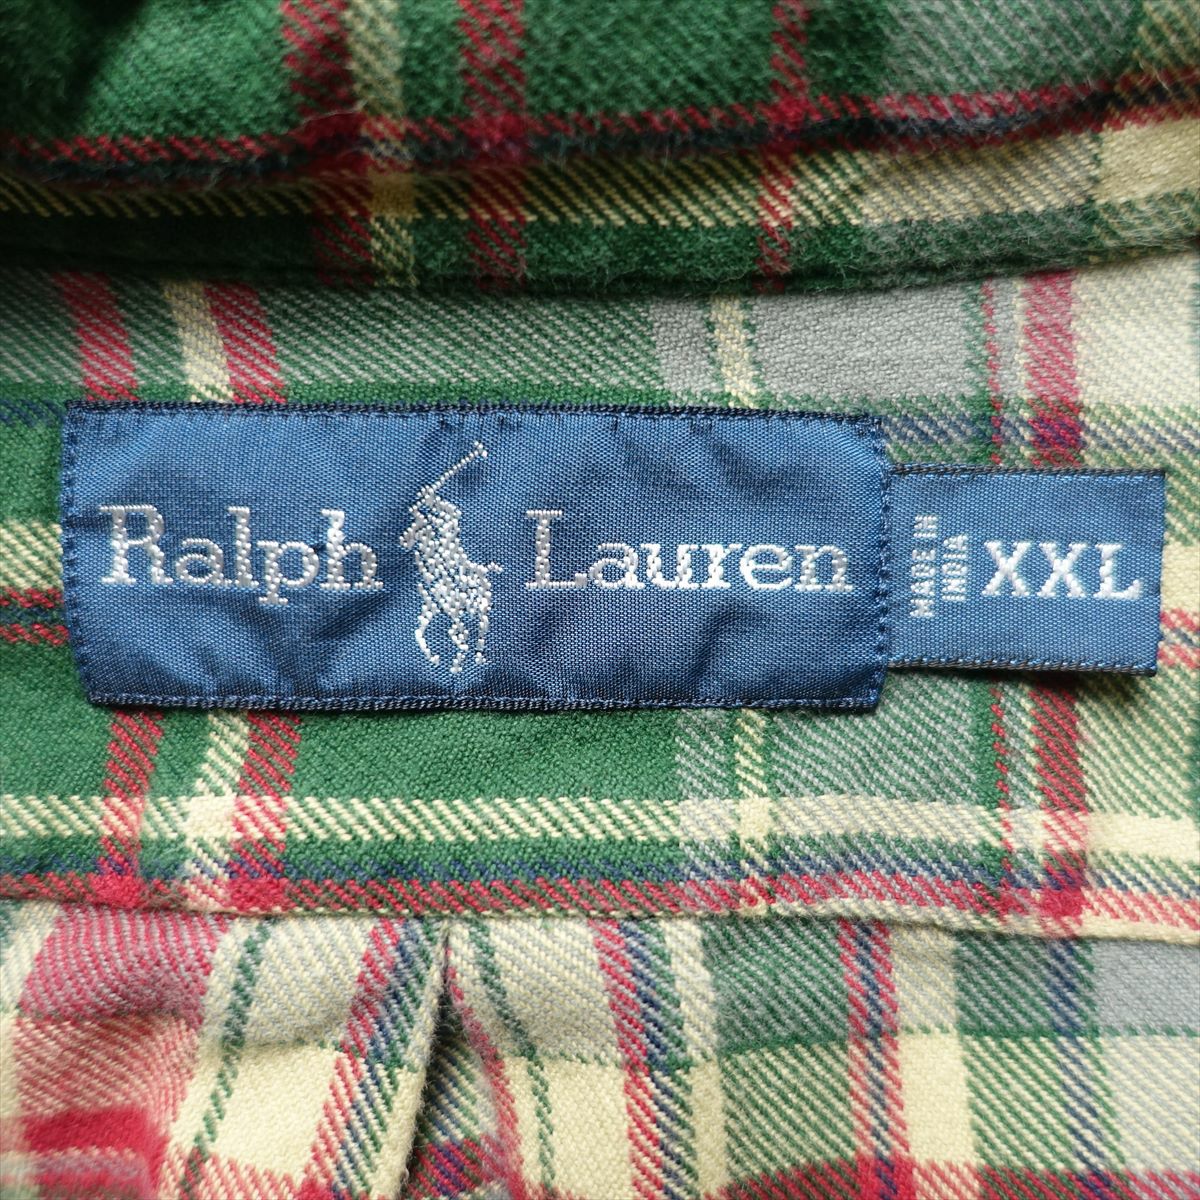 Ralph Lauren
MADE IN
INDIA
XXL